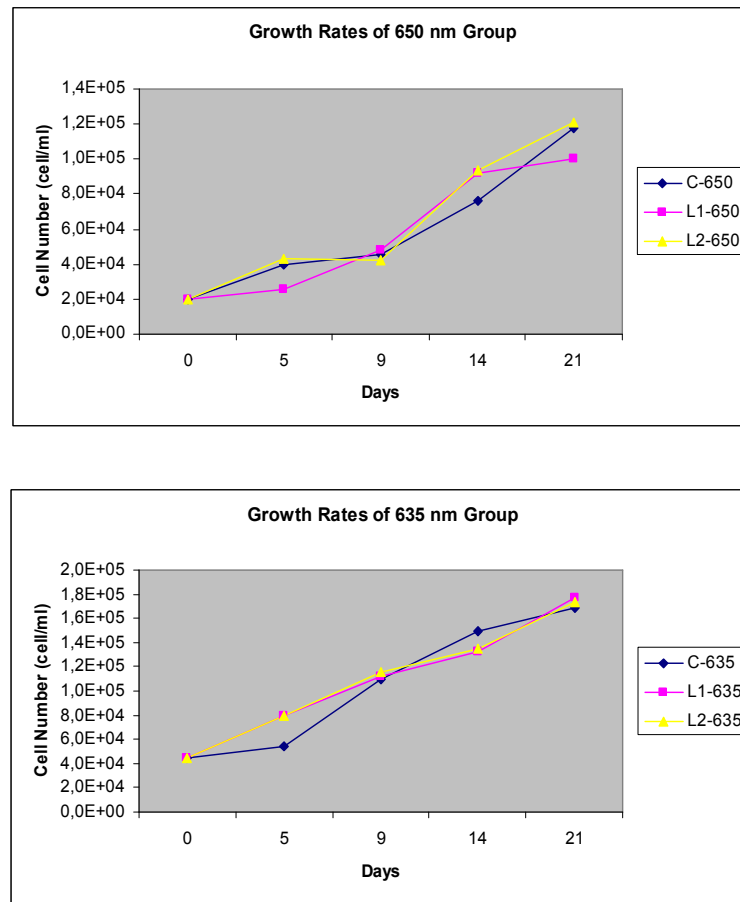 Growth Rates of 650 nm Group
Cell Number (cell/ml)
1,4E+05
1,2E+05
1,0E+05
8,0E+04
6,0E+04
4,0E+04
2,0E+04
0,0E+00
0 5 9 14 21
Days
C-650
L1-650
L2-650
Growth Rates of 635 nm Group
Cell Number (cell/ml)
2,0E+05
1,8E+05
1,6E+05
1,4E+05
1,2E+05
1,0E+05
8,0E+04
6,0E+04
4,0E+04
2,0E+04
0,0E+00
0 5 9 14 21
Days
C-635
L1-635
L2-635